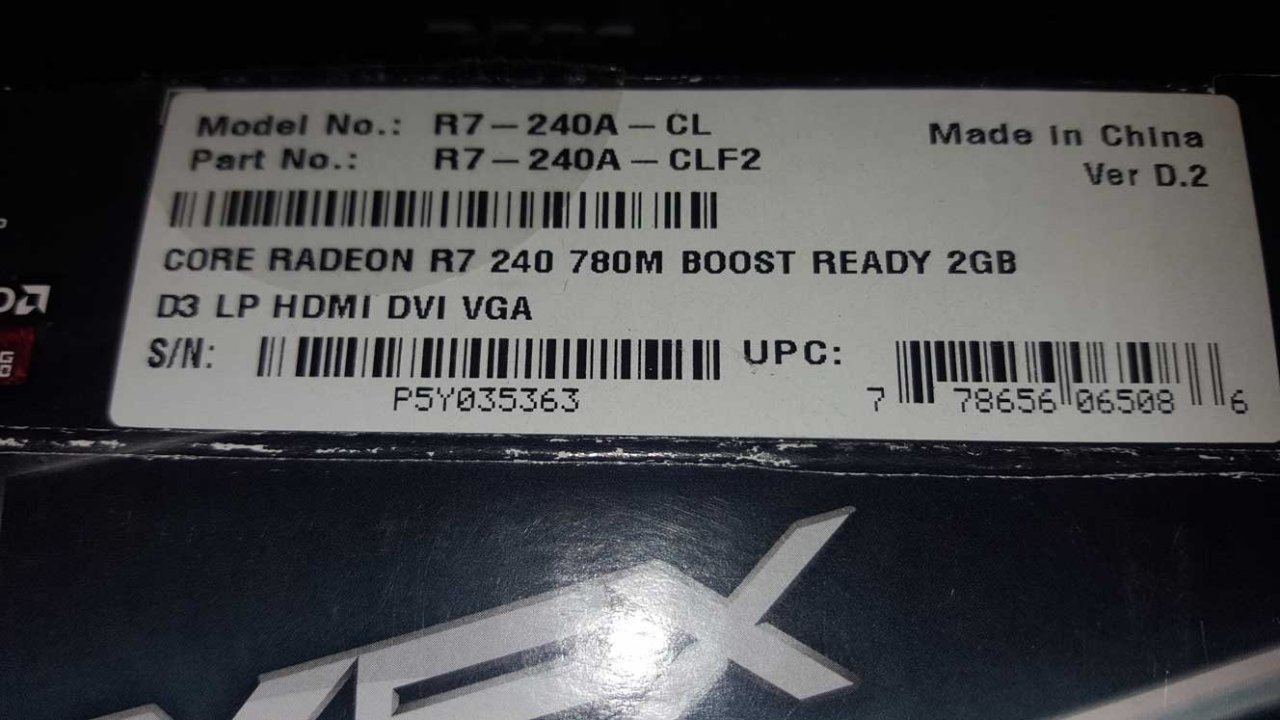 Model No.: R7-240A-CL
Made in China
Part No.: R7-240A-CLF2
Ver D.2
CORE RADEON R7 240 780M BOOST READY 2GB
D3 LP HDMI DVI VGA
S/N:
P5Y035363
UPC:
7 78656 06508 6